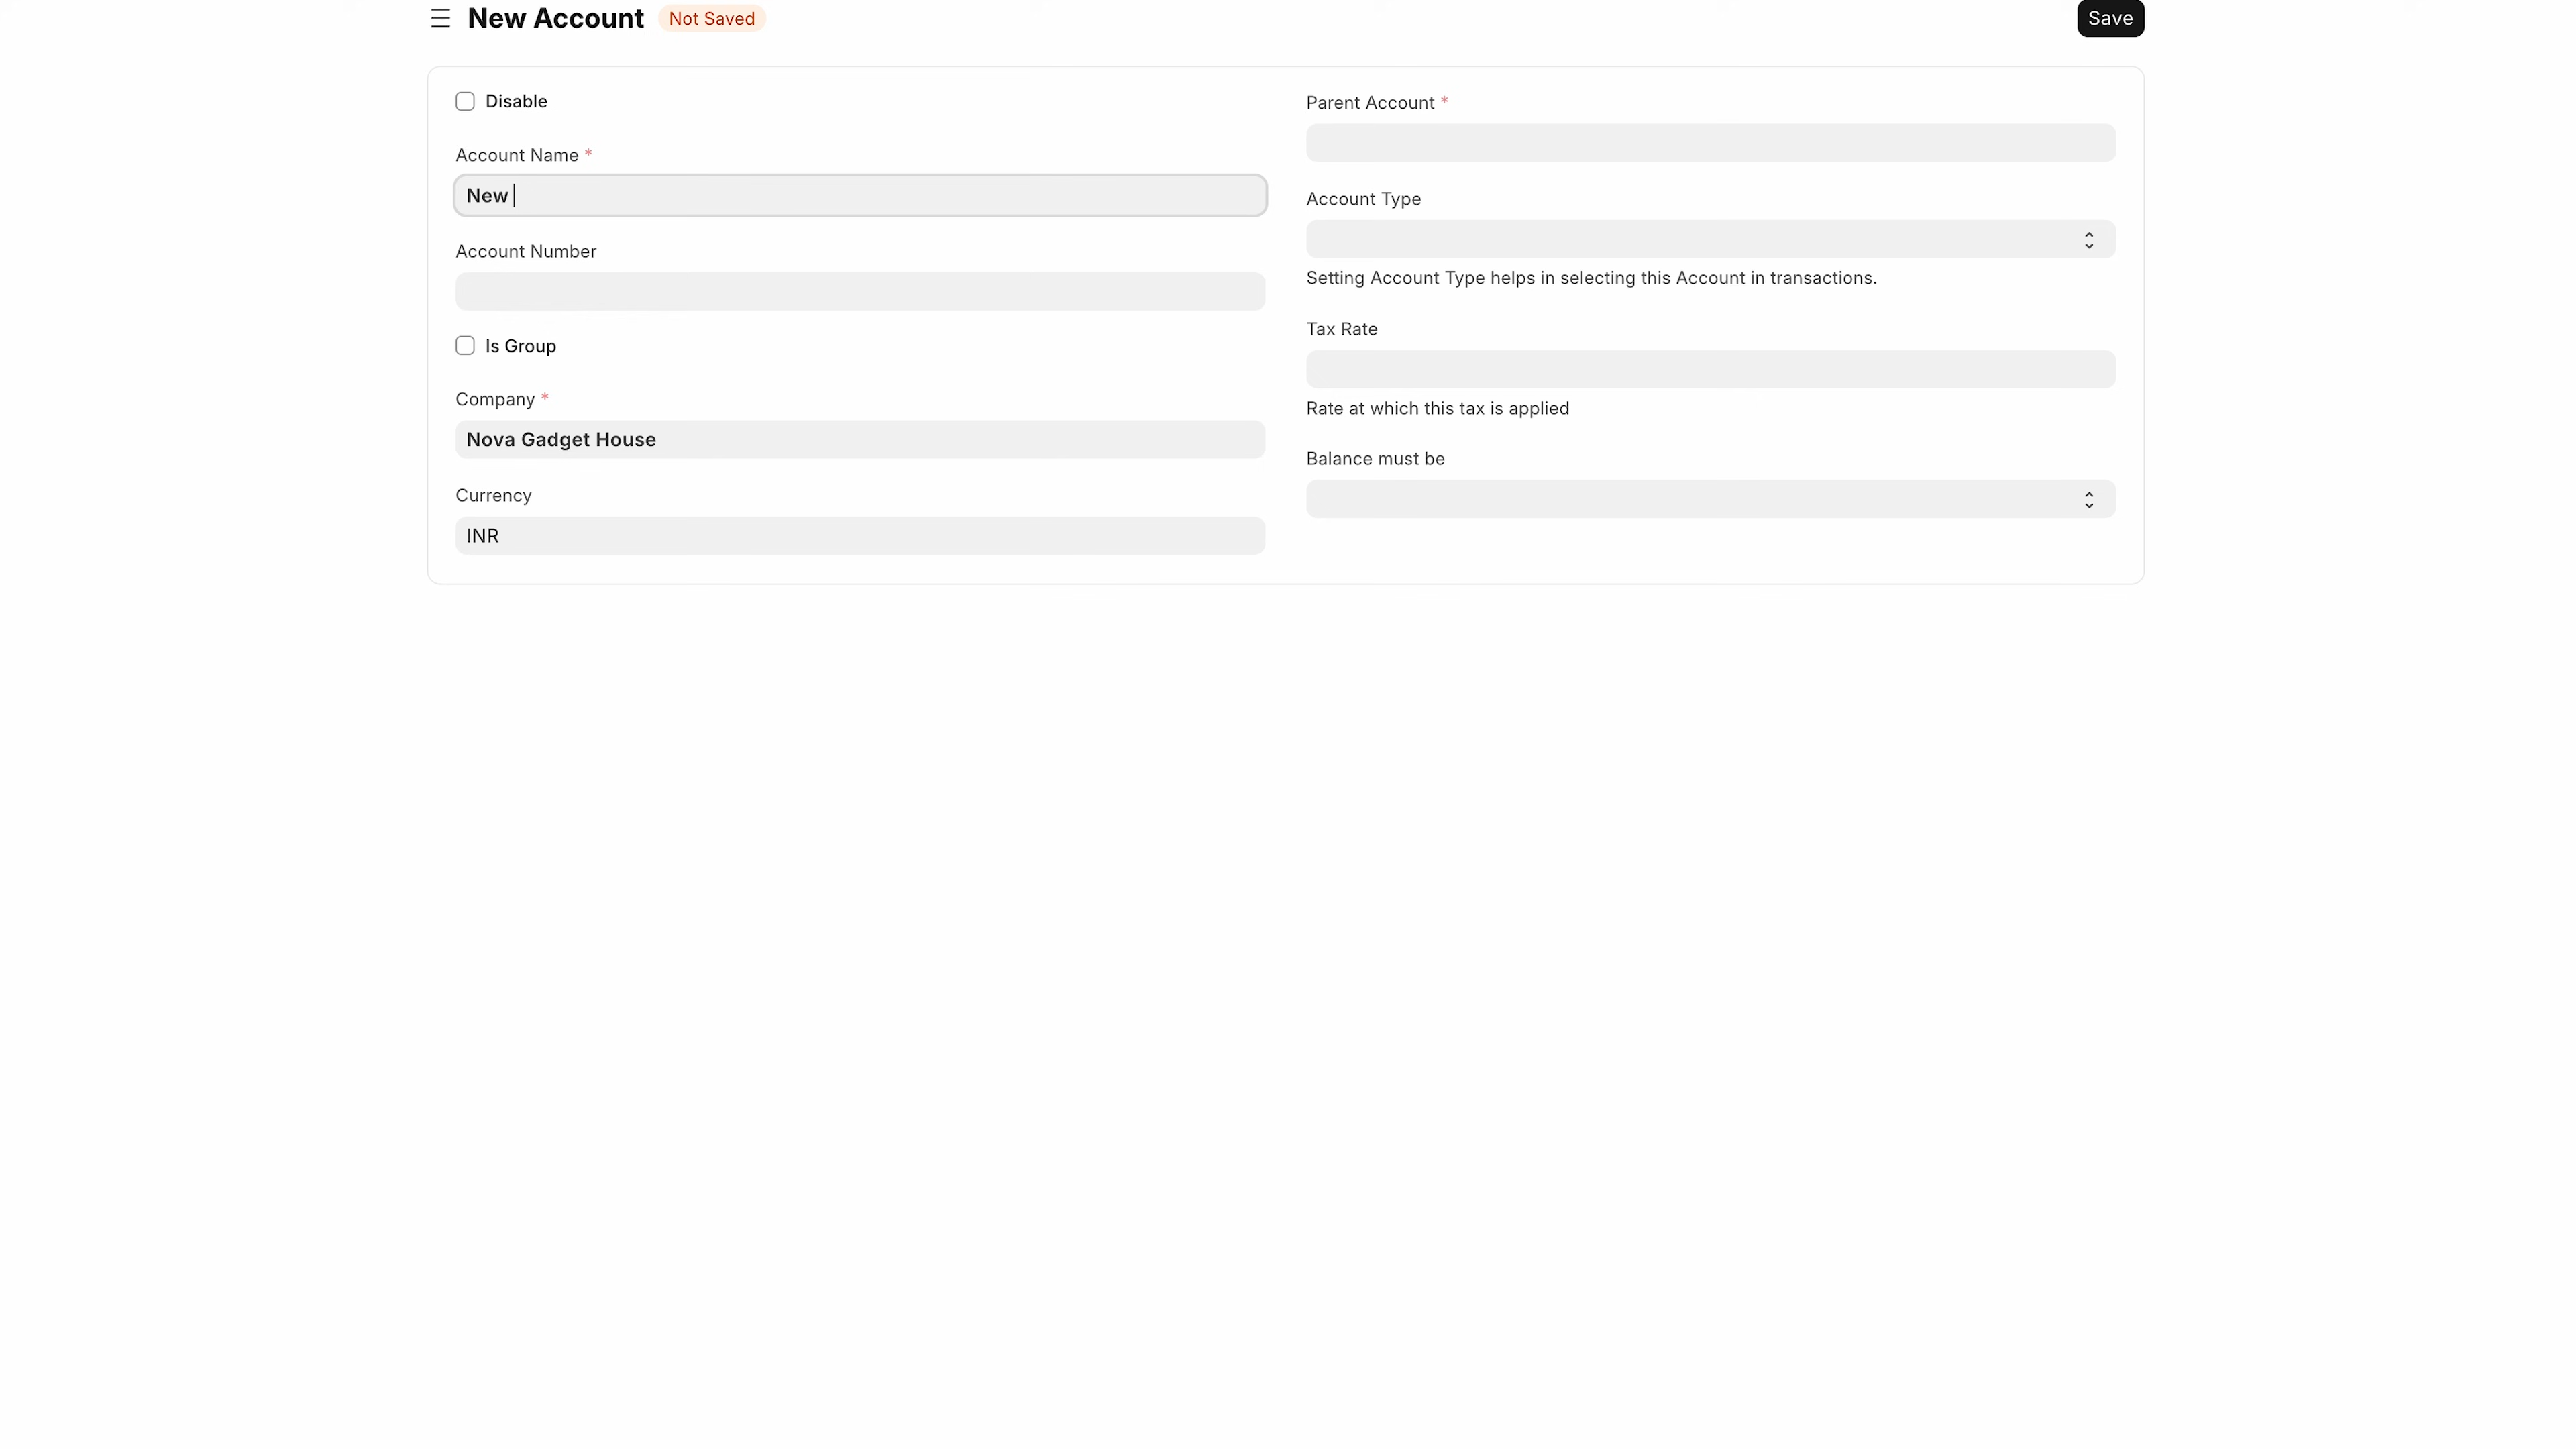 New Account Not Saved Save
Disable
Account Name *
New
Account Number
Is Group
Company *
Nova Gadget House
Currency
INR
Parent Account *
Account Type
Setting Account Type helps in selecting this Account in transactions.
Tax Rate
Rate at which this tax is applied
Balance must be